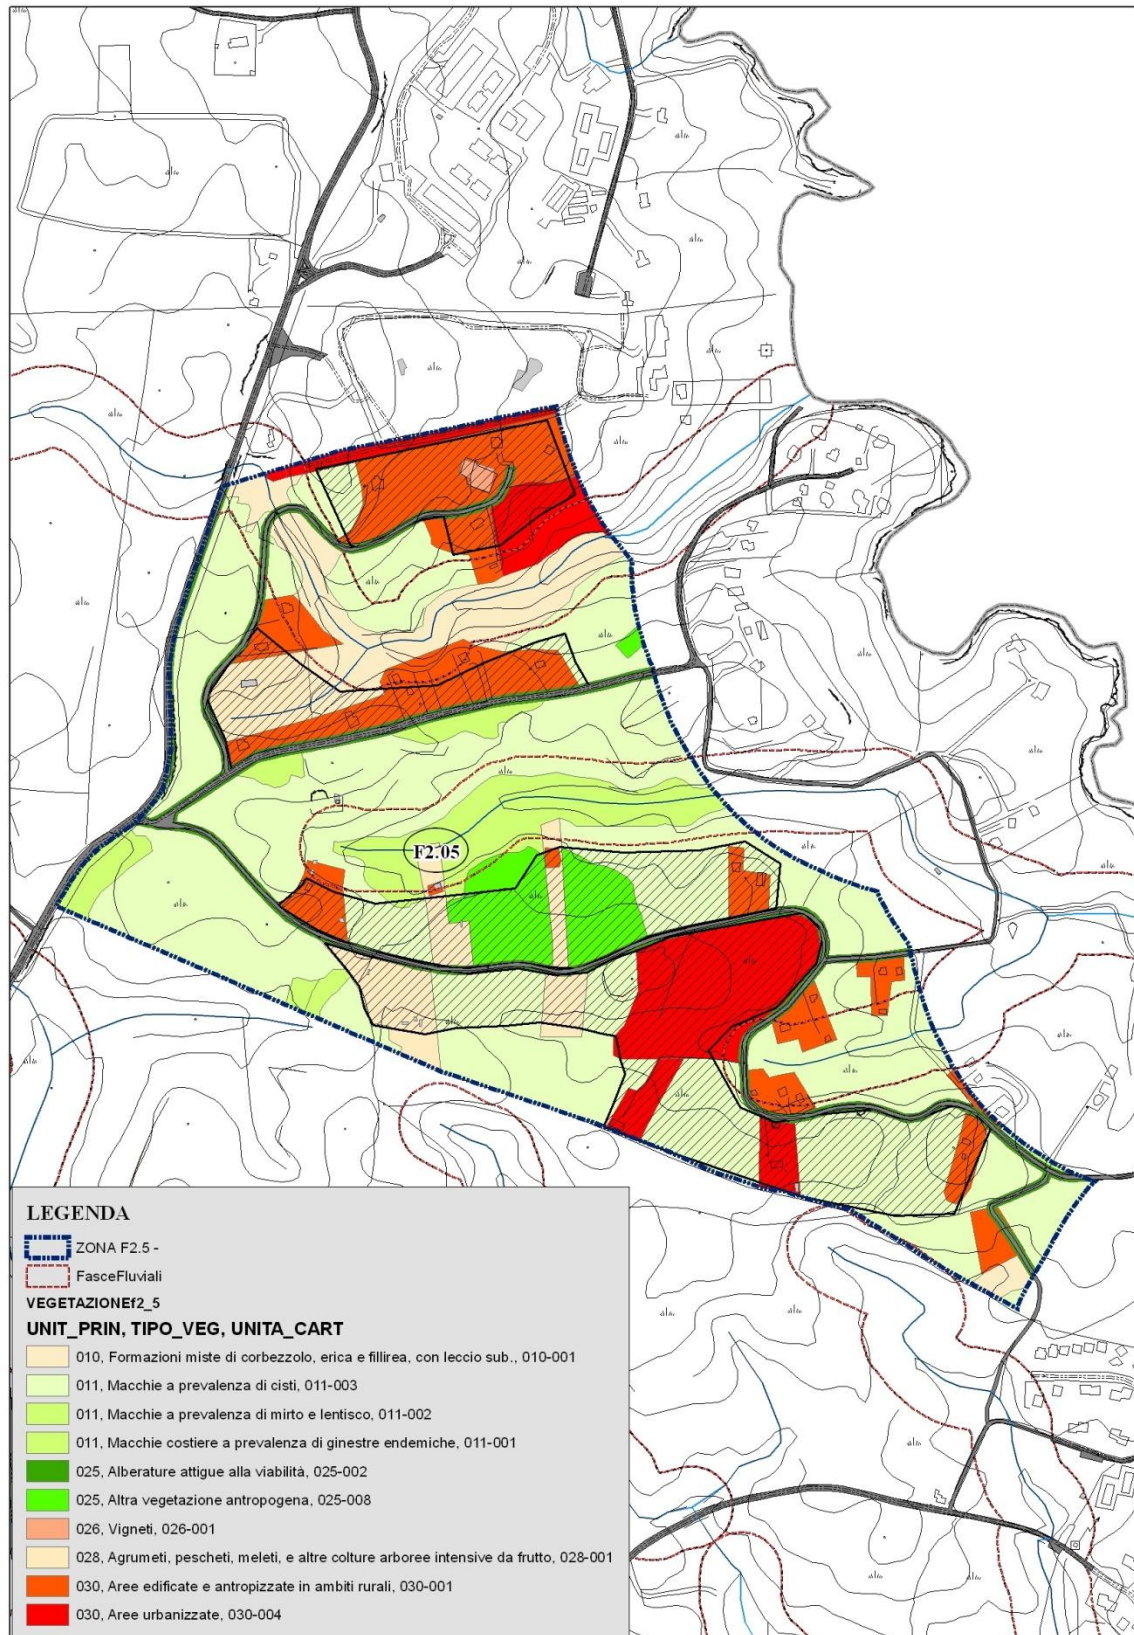 F2.05
LEGENDA
ZONA F2.5 -
FasceFluviali
VEGETAZIONEf2_5
UNIT_PRIN, TIPO_VEG, UNITA_CART
010, Formazioni miste di corbezzolo, erica e fillirea, con leccio sub., 010-001
011, Macchie a prevalenza di cisti, 011-003
011, Macchie a prevalenza di mirto e lentisco, 011-002
011, Macchie costiere a prevalenza di ginestre endemiche, 011-001
025, Alberature attigue alla viabilità, 025-002
025, Altra vegetazione antropogena, 025-008
026, Vigneti, 026-001
028, Agrumeti, pescheti, meleti, e altre colture arboree intensive da frutto, 028-001
030, Aree edificate e antropizzate in ambiti rurali, 030-001
030, Aree urbanizzate, 030-004